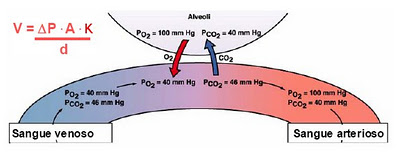 Alveoli
V = ΔP · A · K
d
PO2 = 100 mm Hg
PCO2 = 40 mm Hg
O2
CO2
PO2 = 40 mm Hg
PCO2 = 46 mm Hg
PO2 = 40 mm Hg
PCO2 = 46 mm Hg
PO2 = 100 mm Hg
PCO2 = 40 mm Hg
Sangue venoso
Sangue arterioso